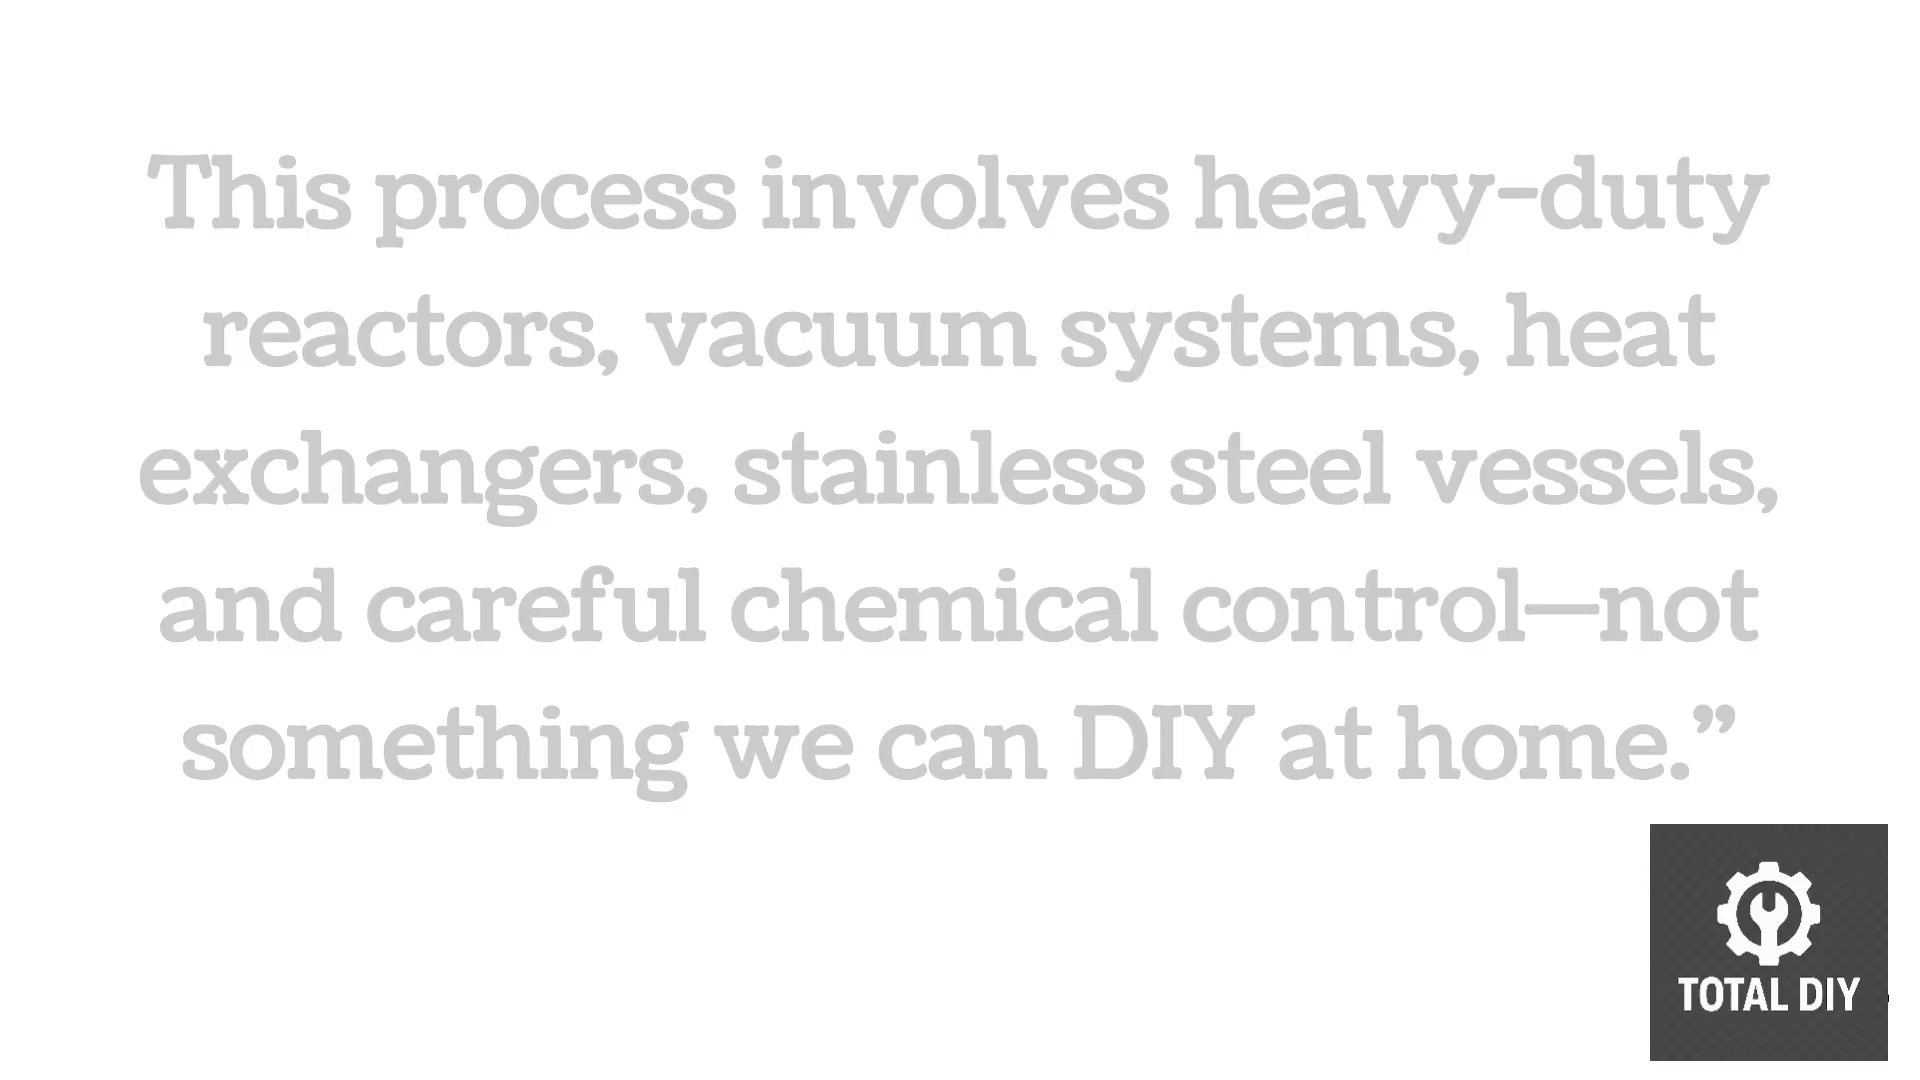 This process involves heavy-duty
reactors, vacuum systems, heat
exchangers, stainless steel vessels,
and careful chemical control—not
something we can DIY at home.”
TOTAL DIY